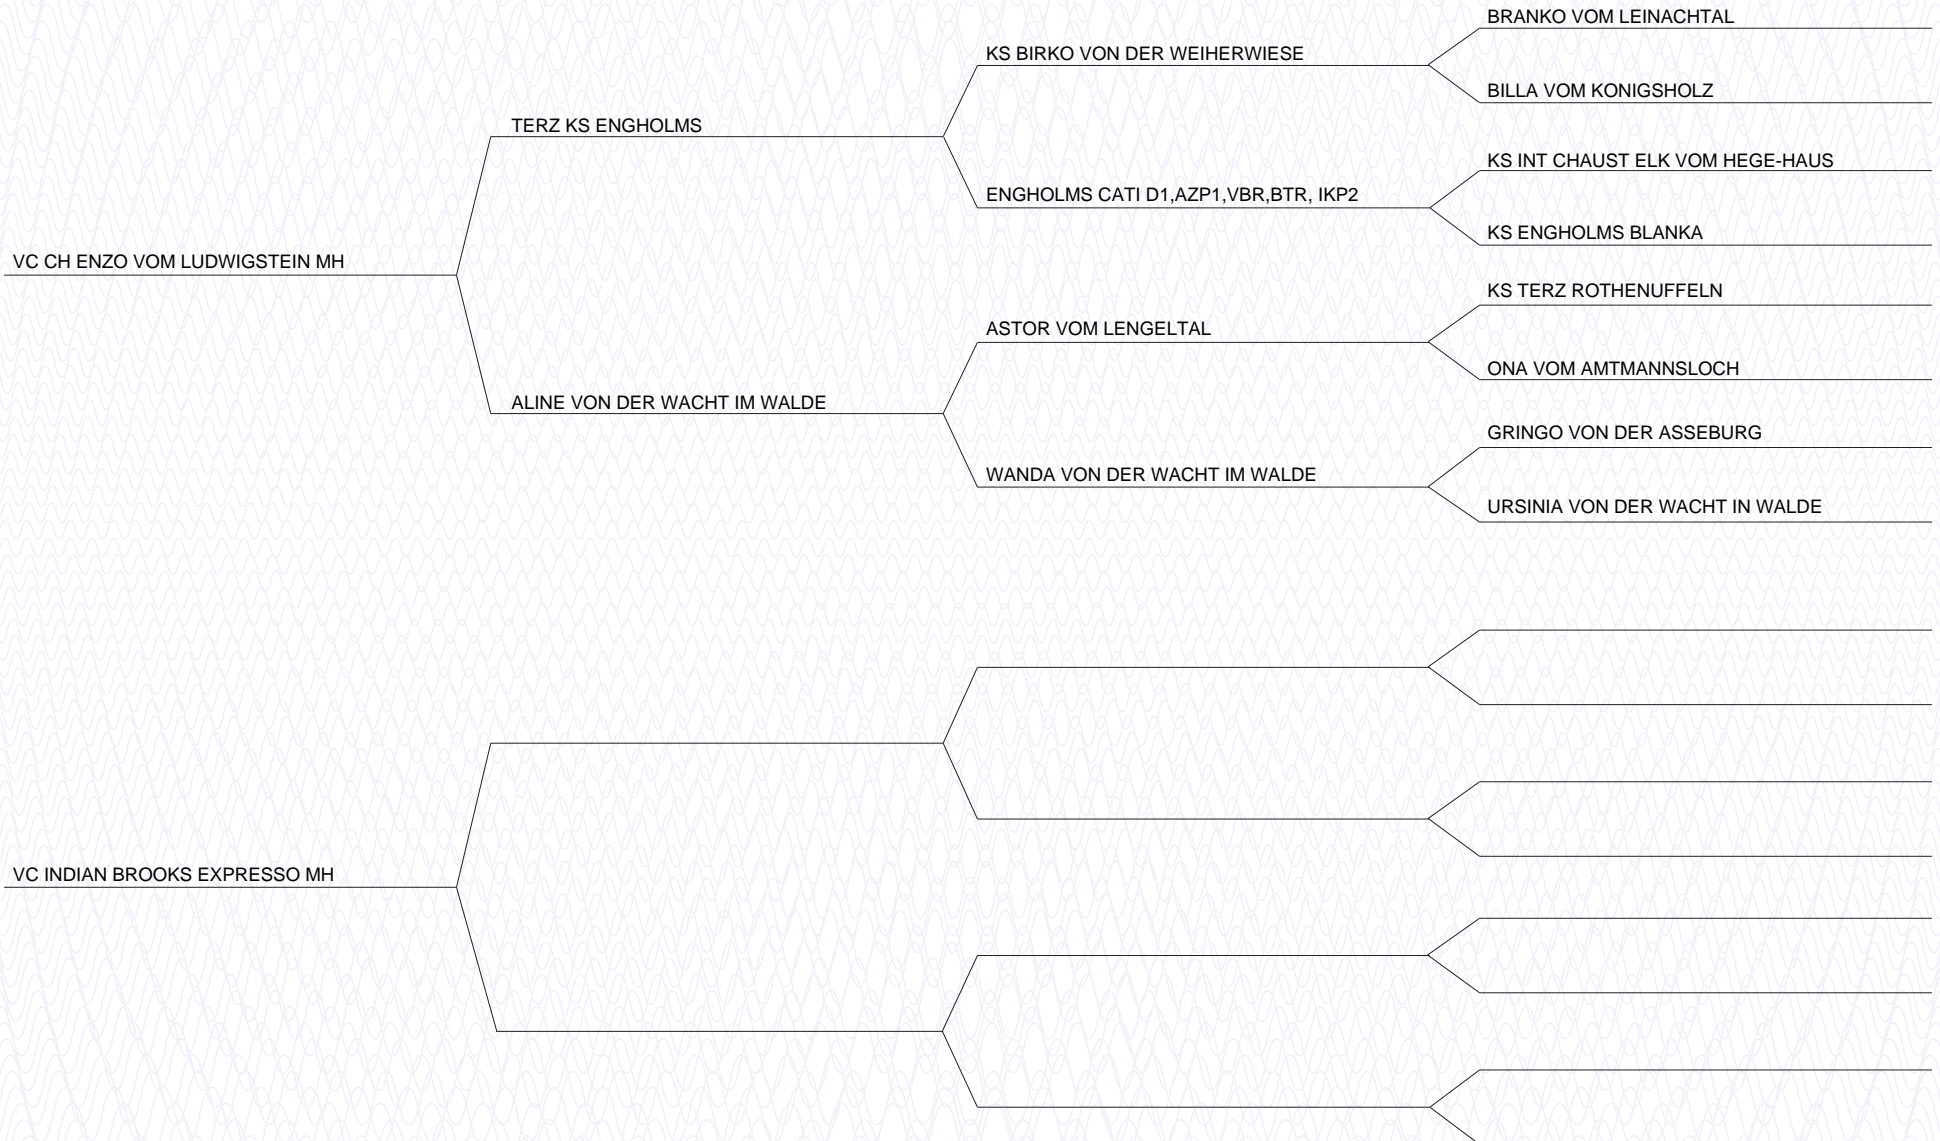 BRANKO VOM LEINACHTAL
KS BIRKO VON DER WEIHERWIESE
BILLA VOM KONIGSHOLZ
TERZ KS ENGHOLMS
KS INT CHAUST ELK VOM HEGE-HAUS
ENGHOLMS CATI D1,AZP1,VBR,BTR, IKP2
KS ENGHOLMS BLANKA
VC CH ENZO VOM LUDWIGSTEIN MH
KS TERZ ROTHENUFFELN
ASTOR VOM LENGELTAL
ONA VOM AMTMANNSLOCH
ALINE VON DER WACHT IM WALDE
GRINGO VON DER ASSEBURG
WANDA VON DER WACHT IM WALDE
URSINIA VON DER WACHT IN WALDE
VC INDIAN BROOKS EXPRESSO MH